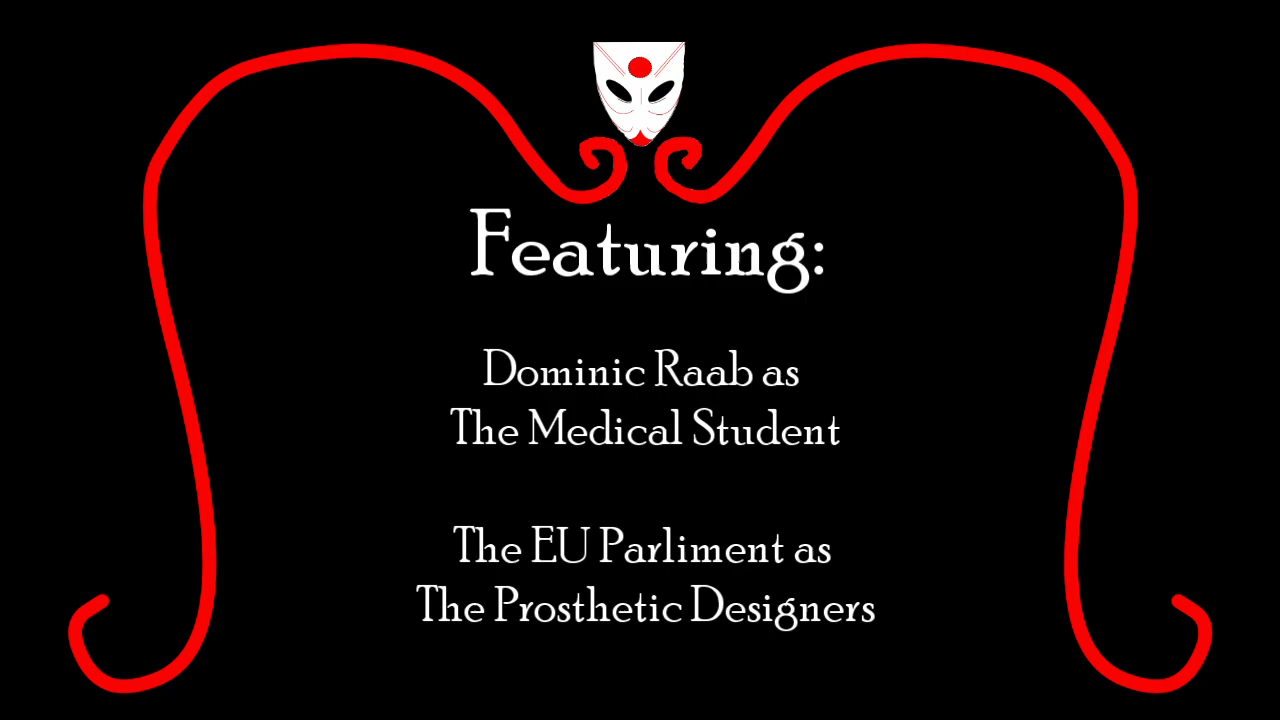 Featuring:
Dominic Raab as
The Medical Student
The EU Parliment as
The Prosthetic Designers